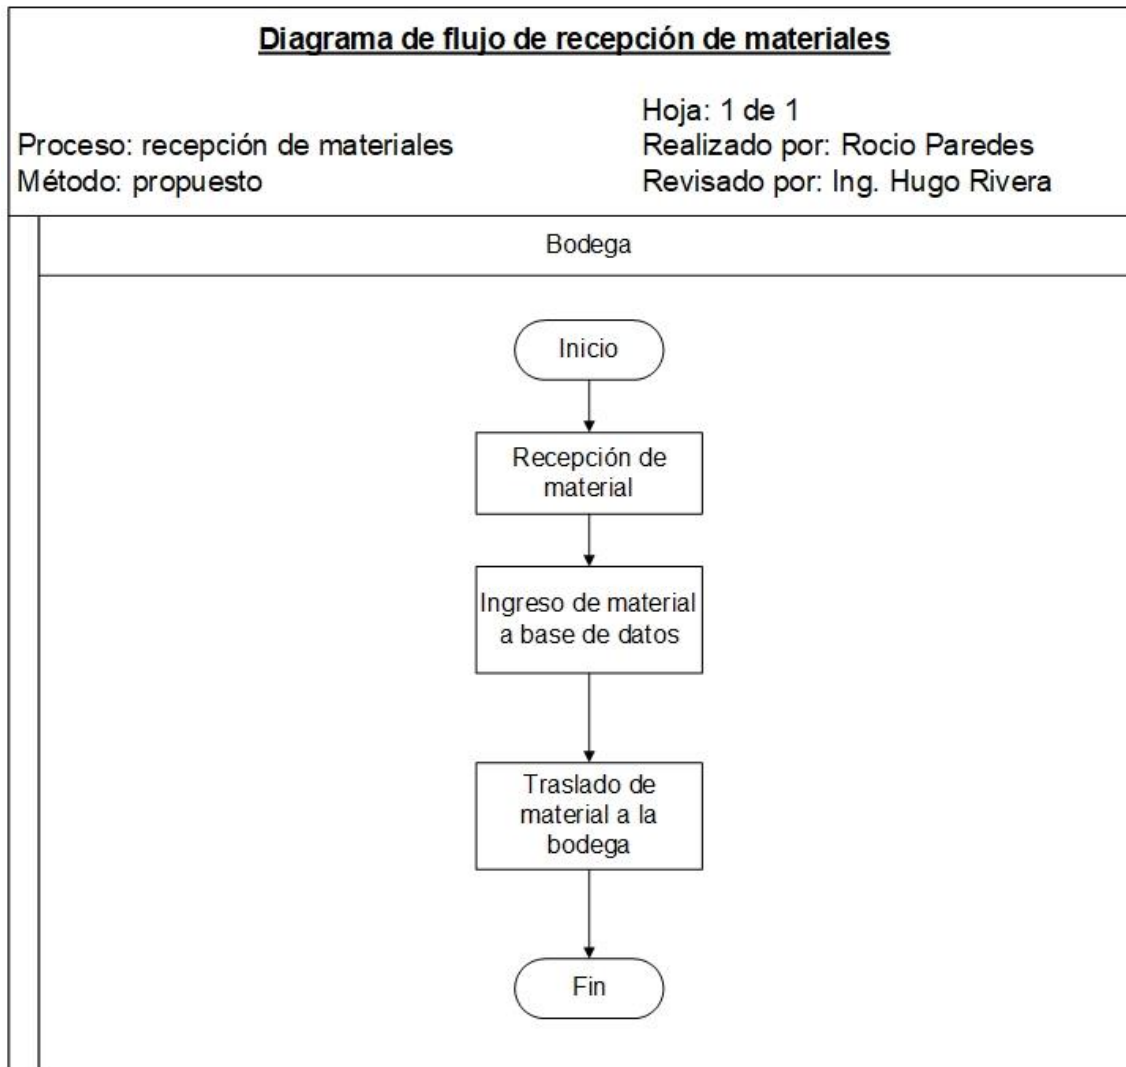 Diagrama de flujo de recepción de materiales
Hoja: 1 de 1
Proceso: recepción de materiales
Realizado por: Rocio Paredes
Método: propuesto
Revisado por: Ing. Hugo Rivera
Bodega
Inicio
Recepción de
material
Ingreso de material
a base de datos
Traslado de
material a la
bodega
Fin